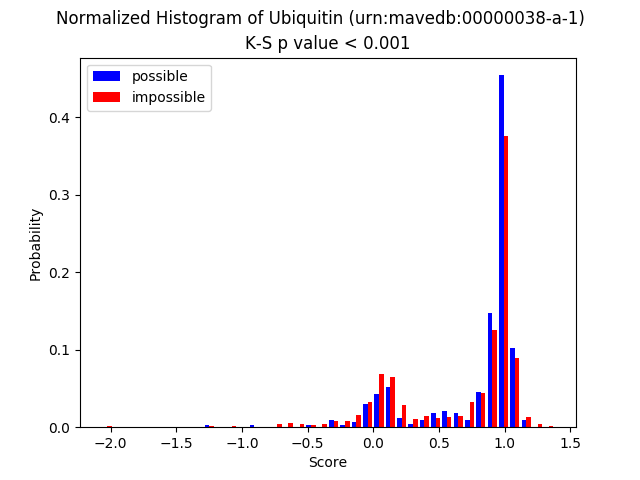 Normalized Histogram of Ubiquitin (urn:mavedb:00000038-a-1)
K-S p value < 0.001
possible
impossible
0.4
0.3
0.2
0.1
0.0
Probability
−2.0 −1.5 −1.0 −0.5 0.0 0.5 1.0 1.5
Score